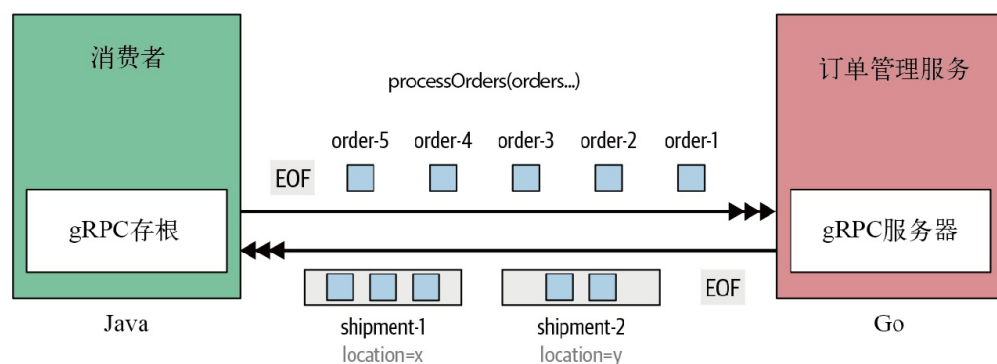 消费者
订单管理服务
processOrders(orders...)
order-5 order-4 order-3 order-2 order-1
EOF
gRPC存根
gRPC服务器
EOF
Java
shipment-1
shipment-2
Go
location=x
location=y